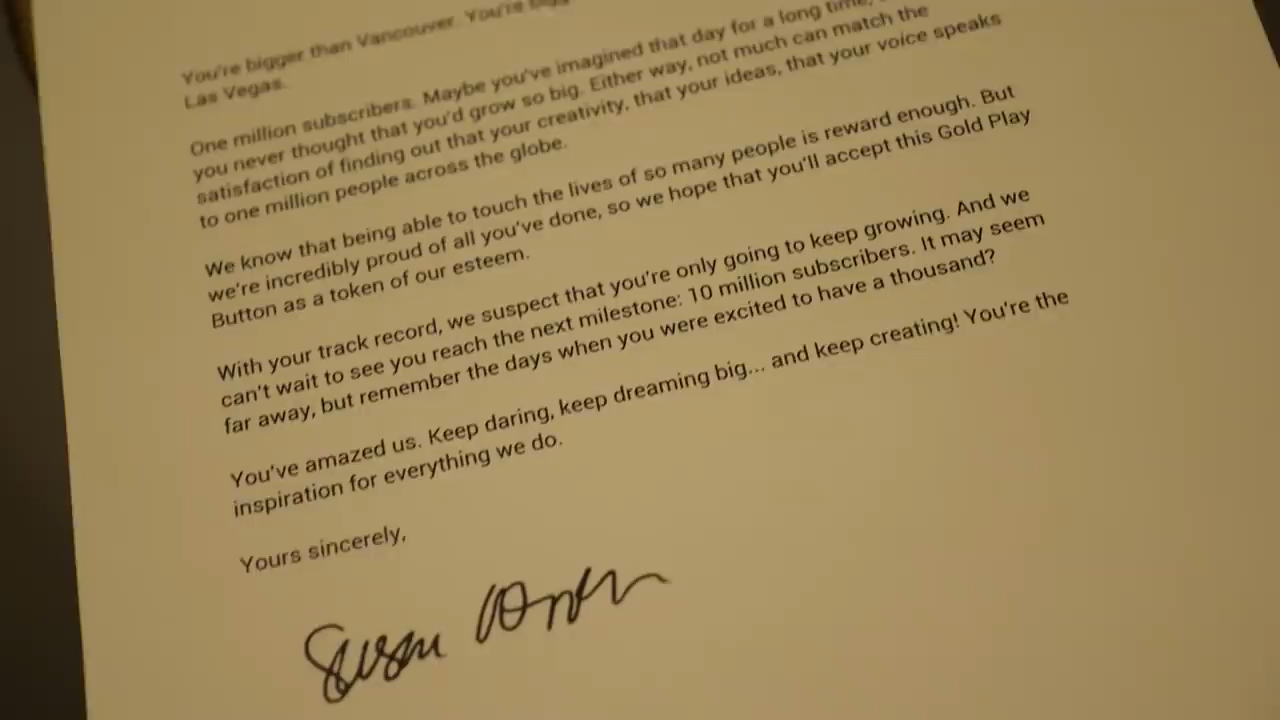 You're bigger than Vancouver. You're
Las Vegas.
One million subscribers. Maybe you've imagined that day for a long time,
you never thought that you'd grow so big. Either way, not much can match the
satisfaction of finding out that your creativity, that your ideas, that your voice speaks
to one million people across the globe.
We know that being able to touch the lives of so many people is reward enough. But
we're incredibly proud of all you've done, so we hope that you'll accept this Gold Play
Button as a token of our esteem.
With your track record, we suspect that you're only going to keep growing. And we
can't wait to see you reach the next milestone: 10 million subscribers. It may seem
far away, but remember the days when you were excited to have a thousand?
You've amazed us. Keep daring, keep dreaming big... and keep creating! You're the
inspiration for everything we do.
Yours sincerely,
Susan